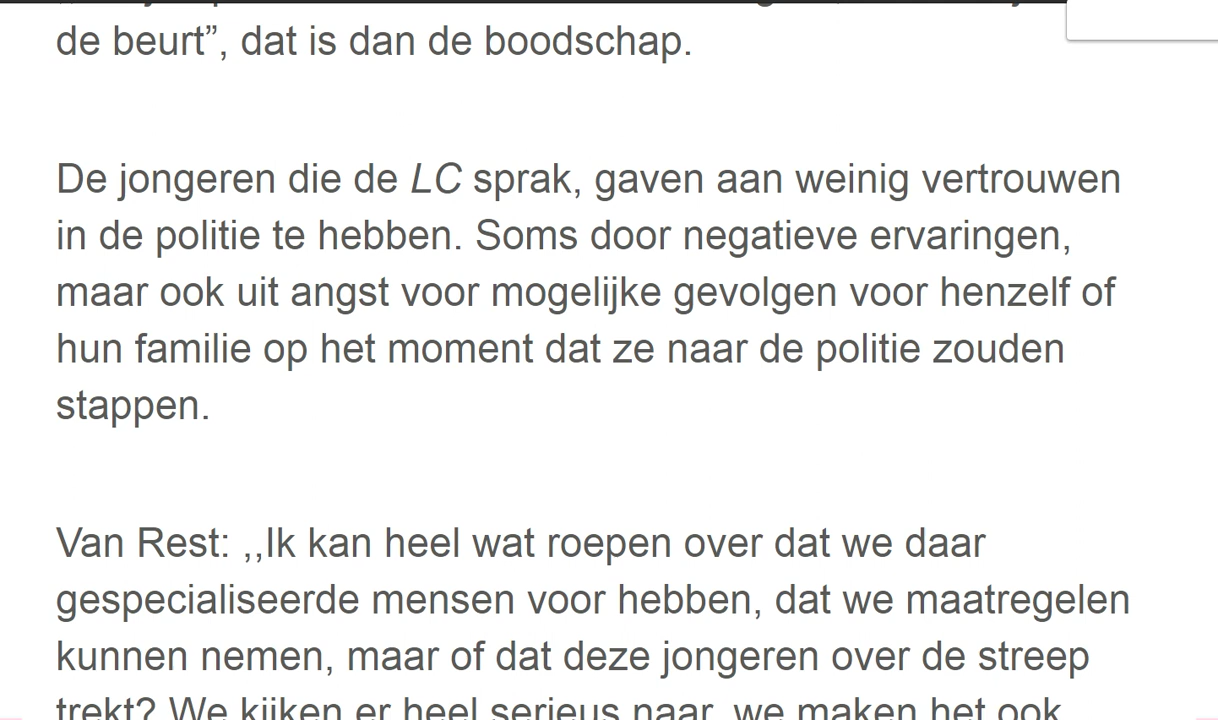 de beurt”, dat is dan de boodschap.
De jongeren die de LC sprak, gaven aan weinig vertrouwen
in de politie te hebben. Soms door negatieve ervaringen,
maar ook uit angst voor mogelijke gevolgen voor henzelf of
hun familie op het moment dat ze naar de politie zouden
stappen.
Van Rest: ,,Ik kan heel wat roepen over dat we daar
gespecialiseerde mensen voor hebben, dat we maatregelen
kunnen nemen, maar of dat deze jongeren over de streep
trekt? We kijken er heel serieus naar, we maken het ook